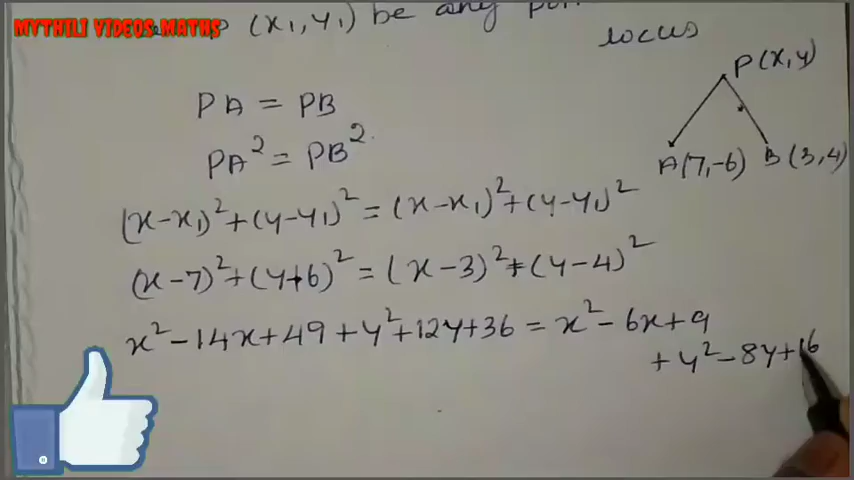 MYTHILI VIDEOS MATHS
(x₁, y₁) be any
locus
P(x, y)
PA = PB
PA² = PB²
A(7, -6) B(3, 4)
(x-x₁)²+(y-y₁)² = (x-x₁)²+(y-y₁)²
(x-7)²+(y+6)² = (x-3)²+(y-4)²
x²-14x+49+y²+12y+36 = x²-6x+9
+y²-8y+16